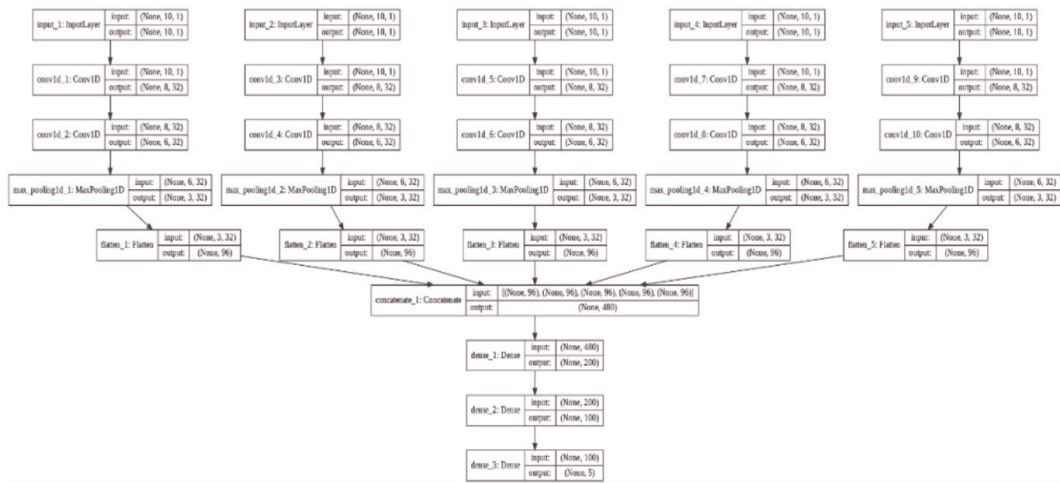 input_1: InputLayer input: (None, 10, 1) output: (None, 10, 1)
input_2: InputLayer input: (None, 10, 1) output: (None, 10, 1)
input_3: InputLayer input: (None, 10, 1) output: (None, 10, 1)
input_4: InputLayer input: (None, 10, 1) output: (None, 10, 1)
input_5: InputLayer input: (None, 10, 1) output: (None, 10, 1)
conv1d_1: Conv1D input: (None, 10, 1) output: (None, 8, 32)
conv1d_3: Conv1D input: (None, 10, 1) output: (None, 8, 32)
conv1d_5: Conv1D input: (None, 10, 1) output: (None, 8, 32)
conv1d_7: Conv1D input: (None, 10, 1) output: (None, 8, 32)
conv1d_9: Conv1D input: (None, 10, 1) output: (None, 8, 32)
conv1d_2: Conv1D input: (None, 8, 32) output: (None, 6, 32)
conv1d_4: Conv1D input: (None, 8, 32) output: (None, 6, 32)
conv1d_6: Conv1D input: (None, 8, 32) output: (None, 6, 32)
conv1d_8: Conv1D input: (None, 8, 32) output: (None, 6, 32)
conv1d_10: Conv1D input: (None, 8, 32) output: (None, 6, 32)
max_pooling1d_1: MaxPooling1D input: (None, 6, 32) output: (None, 3, 32)
max_pooling1d_2: MaxPooling1D input: (None, 6, 32) output: (None, 3, 32)
max_pooling1d_3: MaxPooling1D input: (None, 6, 32) output: (None, 3, 32)
max_pooling1d_4: MaxPooling1D input: (None, 6, 32) output: (None, 3, 32)
max_pooling1d_5: MaxPooling1D input: (None, 6, 32) output: (None, 3, 32)
flatten_1: Flatten input: (None, 3, 32) output: (None, 96)
flatten_2: Flatten input: (None, 3, 32) output: (None, 96)
flatten_3: Flatten input: (None, 3, 32) output: (None, 96)
flatten_4: Flatten input: (None, 3, 32) output: (None, 96)
flatten_5: Flatten input: (None, 3, 32) output: (None, 96)
concatenate_1: Concatenate input: [(None, 96), (None, 96), (None, 96), (None, 96), (None, 96)] output: (None, 480)
dense_1: Dense input: (None, 480) output: (None, 200)
dense_2: Dense input: (None, 200) output: (None, 100)
dense_3: Dense input: (None, 100) output: (None, 5)